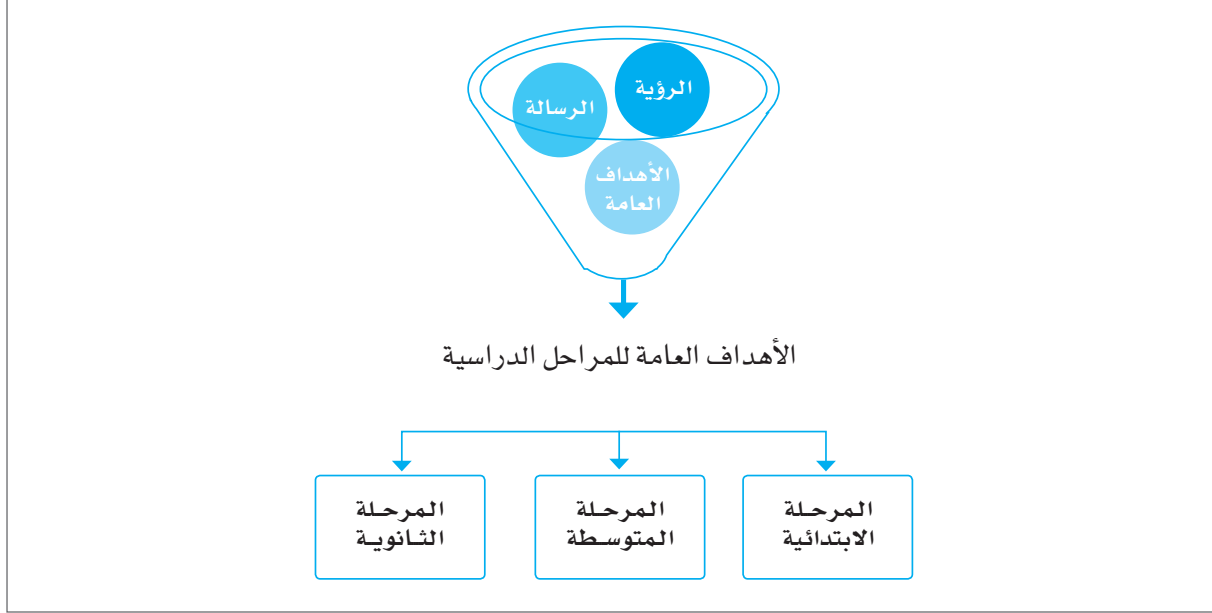 الرؤية
الرسالة
الأهداف
العامة
الأهداف العامة للمراحل الدراسية
المرحلة
الابتدائية
المرحلة
المتوسطة
المرحلة
الثانوية